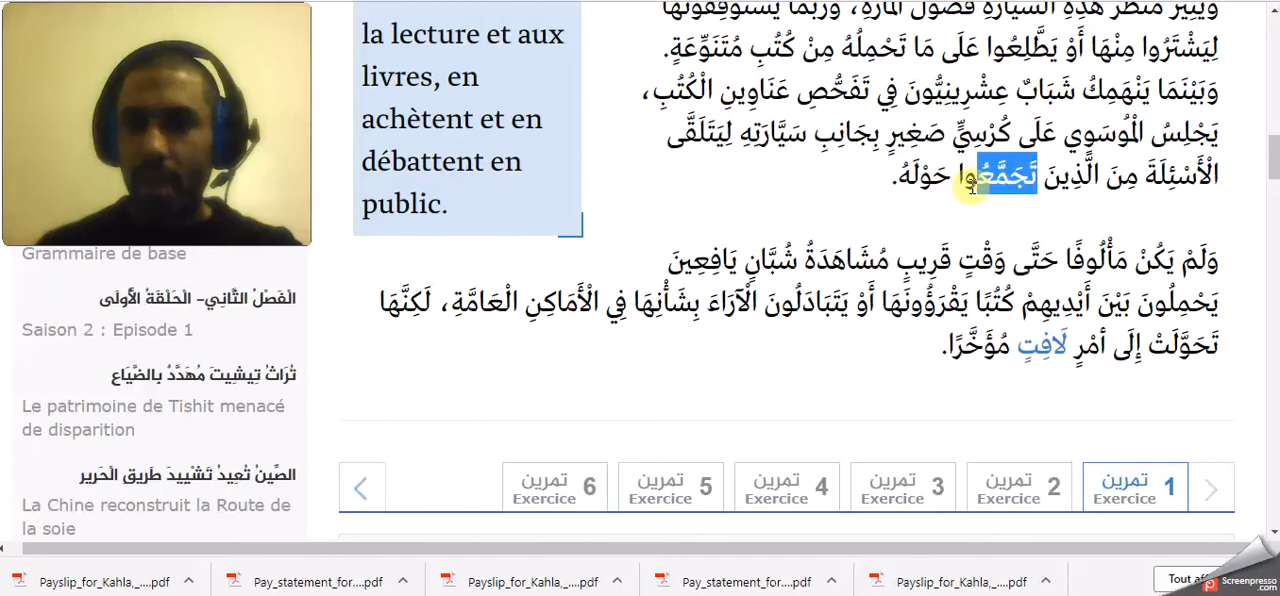 la lecture et aux
livres, en
achètent et en
débattent en
public.
وَيُثِيرُ مَنْظَرُ هَذِهِ السَّيَّارَةِ فُضُولَ الْمَارَّةِ، وَرُبَّمَا يَسْتَوْقِفُونَهَا
لِيَشْتَرُوا مِنْهَا أَوْ يَطَّلِعُوا عَلَى مَا تَحْمِلُهُ مِنْ كُتُبٍ مُتَنَوِّعَةٍ.
وَبَيْنَمَا يَنْهَمِكُ شَبَابٌ عِشْرِينِيُّونَ فِي تَفَحُّصِ عَنَاوِينِ الْكُتُبِ،
يَجْلِسُ الْمُوسَوِي عَلَى كُرْسِيٍّ صَغِيرٍ بِجَانِبِ سَيَّارَتِهِ لِيَتَلَقَّى
الْأَسْئِلَةَ مِنَ الَّذِينَ تَجَمَّعُوا حَوْلَهُ.
وَلَمْ يَكُنْ مَأْلُوفًا حَتَّى وَقْتٍ قَرِيبٍ مُشَاهَدَةُ شُبَّانٍ يَافِعِينَ
يَحْمِلُونَ بَيْنَ أَيْدِيهِمْ كُتُبًا يَقْرَؤُونَهَا أَوْ يَتَبَادَلُونَ الْآرَاءَ بِشَأْنِهَا فِي الْأَمَاكِنِ الْعَامَّةِ، لَكِنَّهَا
تَحَوَّلَتْ إِلَى أمْرٍ لَافِتٍ مُؤَخَّرًا.
Grammaire de base
الْفَصْلُ الثَّانِي- الْحَلْقَةُ الْأُولَى
Saison 2 : Episode 1
تُرَاثُ تِيشِيتَ مُهَدَّدٌ بِالضَّيَاعِ
Le patrimoine de Tishit menacé
de disparition
الصِّينُ تُعِيدُ تَشْيِيدَ طَرِيقِ الْحَرِيرِ
La Chine reconstruit la Route de
la soie
تمرين 1
Exercice
تمرين 2
Exercice
تمرين 3
Exercice
تمرين 4
Exercice
تمرين 5
Exercice
تمرين 6
Exercice
Payslip_for_Kahla,_....pdf
Pay_statement_for....pdf
Payslip_for_Kahla,_....pdf
Pay_statement_for....pdf
Payslip_for_Kahla,_....pdf
Tout
Screenpresso
.com